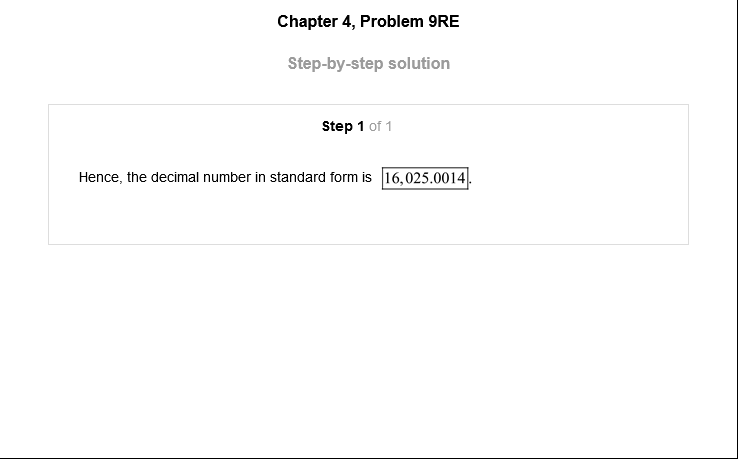 Chapter 4, Problem 9RE
Step-by-step solution
Step 1 of 1
Hence, the decimal number in standard form is 16,025.0014.